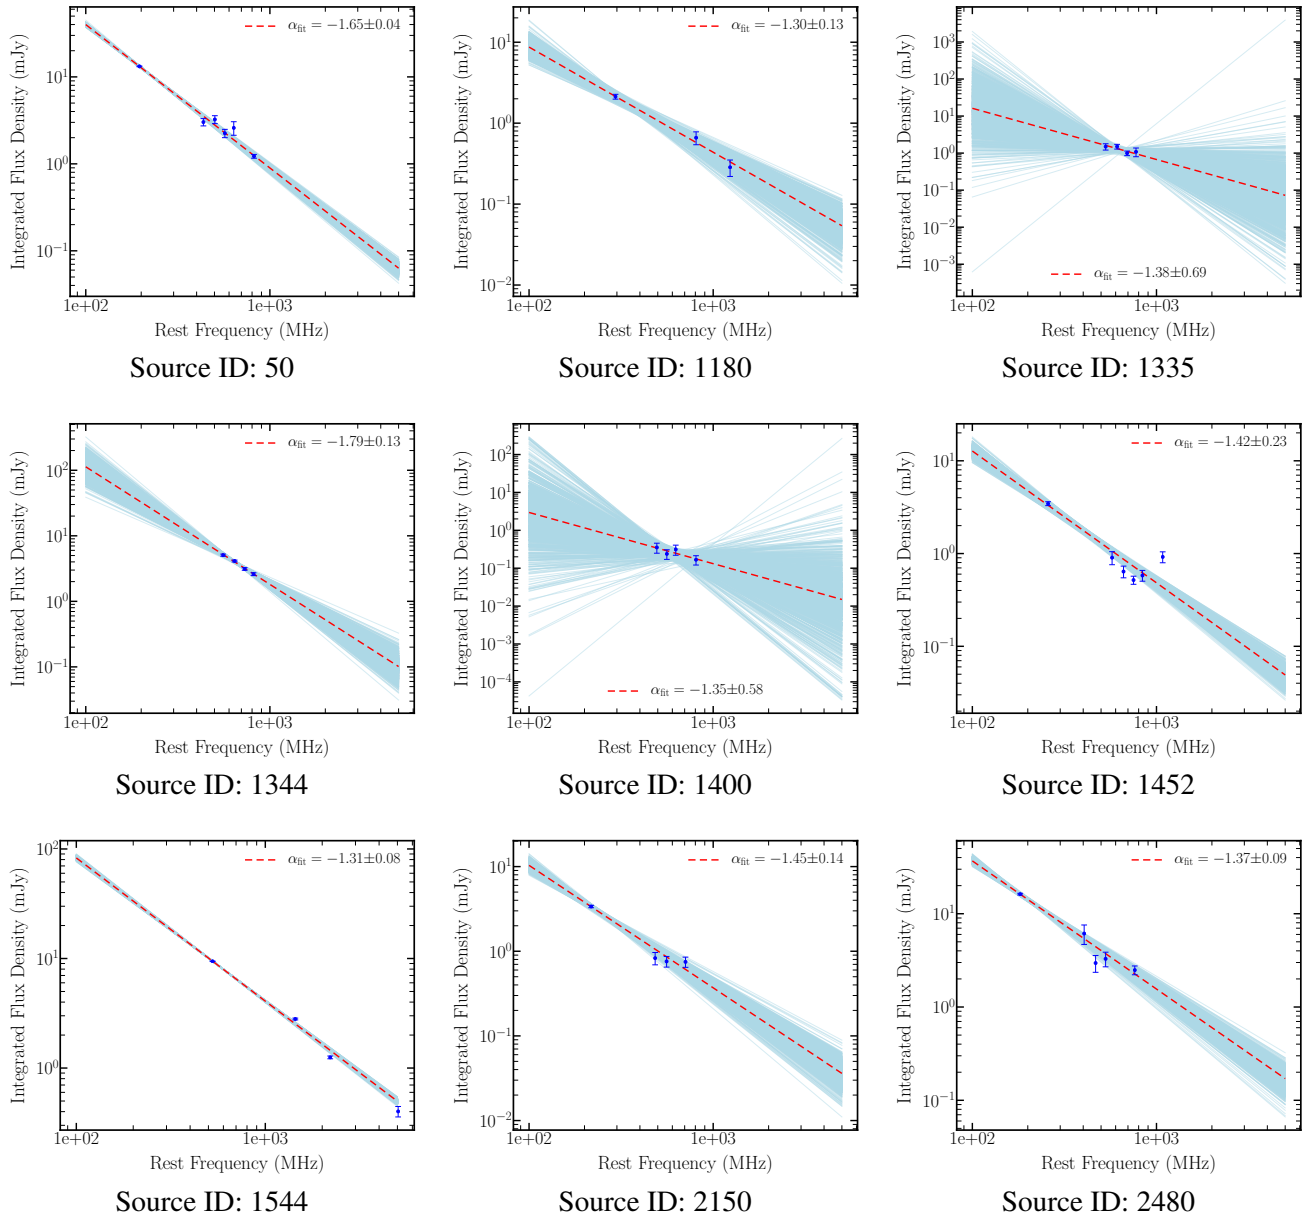 α_fit = −1.65±0.04
10^1
10^0
10^−1
Integrated Flux Density (mJy)
1e+02
1e+03
Rest Frequency (MHz)
Source ID: 50
α_fit = −1.30±0.13
10^1
10^0
10^−1
10^−2
Integrated Flux Density (mJy)
1e+02
1e+03
Rest Frequency (MHz)
Source ID: 1180
10^3
10^2
10^1
10^0
10^−1
10^−2
10^−3
Integrated Flux Density (mJy)
α_fit = −1.38±0.69
1e+02
1e+03
Rest Frequency (MHz)
Source ID: 1335
α_fit = −1.79±0.13
10^2
10^1
10^0
10^−1
Integrated Flux Density (mJy)
1e+02
1e+03
Rest Frequency (MHz)
Source ID: 1344
10^2
10^1
10^0
10^−1
10^−2
10^−3
10^−4
Integrated Flux Density (mJy)
α_fit = −1.35±0.58
1e+02
1e+03
Rest Frequency (MHz)
Source ID: 1400
α_fit = −1.42±0.23
10^1
10^0
10^−1
Integrated Flux Density (mJy)
1e+02
1e+03
Rest Frequency (MHz)
Source ID: 1452
α_fit = −1.31±0.08
10^2
10^1
10^0
Integrated Flux Density (mJy)
1e+02
1e+03
Rest Frequency (MHz)
Source ID: 1544
α_fit = −1.45±0.14
10^1
10^0
10^−1
10^−2
Integrated Flux Density (mJy)
1e+02
1e+03
Rest Frequency (MHz)
Source ID: 2150
α_fit = −1.37±0.09
10^1
10^0
10^−1
Integrated Flux Density (mJy)
1e+02
1e+03
Rest Frequency (MHz)
Source ID: 2480